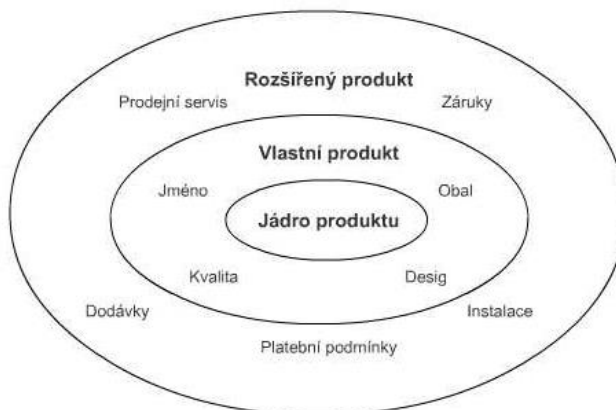 Rozšířený produkt
Prodejní servis
Záruky
Vlastní produkt
Jméno
Obal
Jádro produktu
Kvalita
Desig
Dodávky
Instalace
Platební podmínky